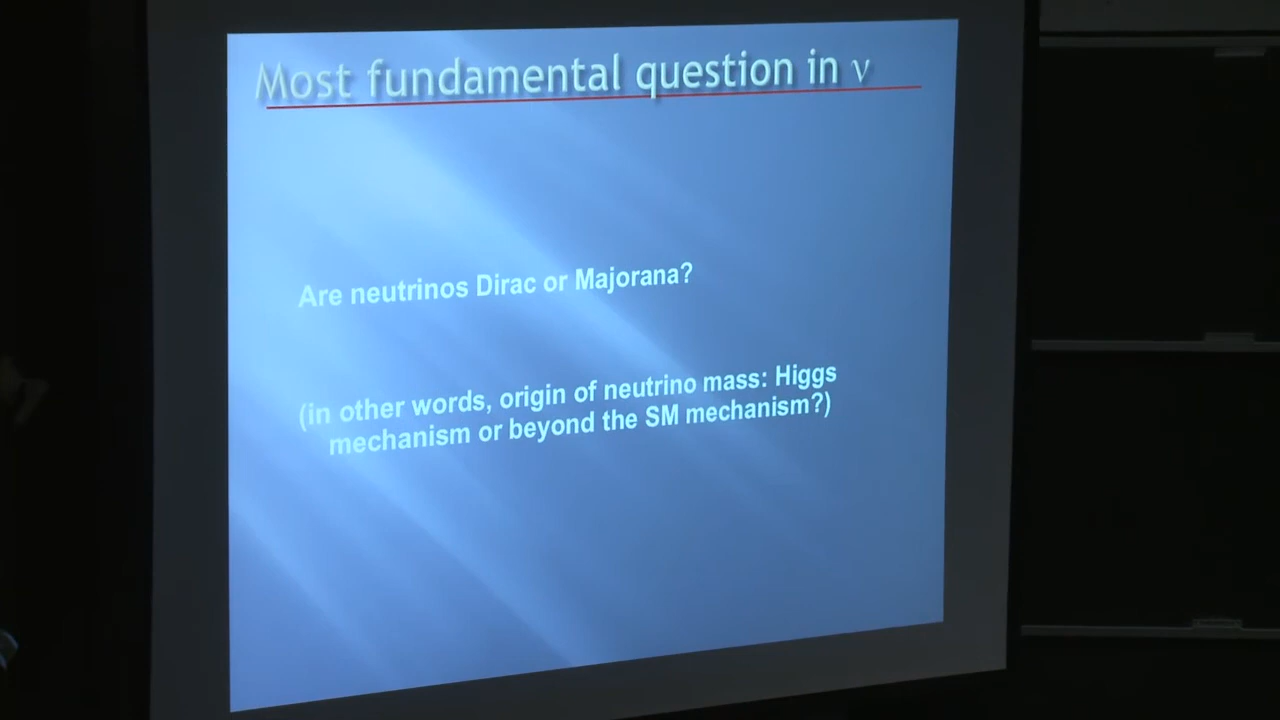 Most fundamental question in ν
Are neutrinos Dirac or Majorana?
(in other words, origin of neutrino mass: Higgs
mechanism or beyond the SM mechanism?)